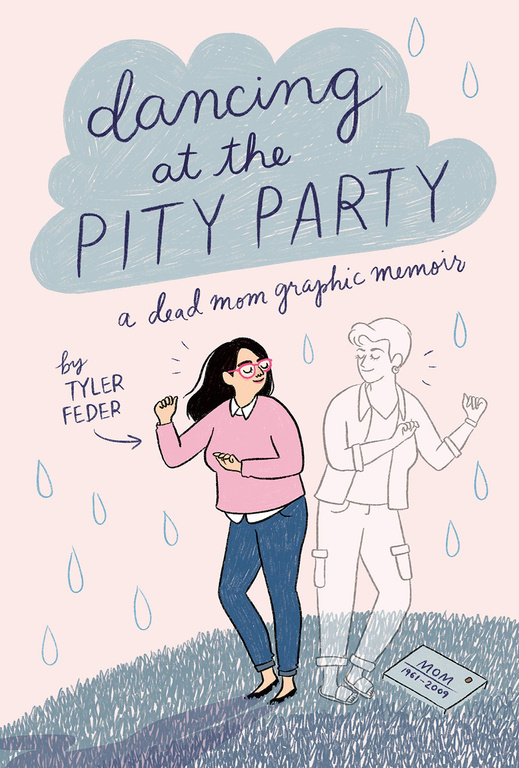 dancing
at the
PITY PARTY
a dead mom graphic memoir
by
TYLER
FEDER
MOM
1961-2009